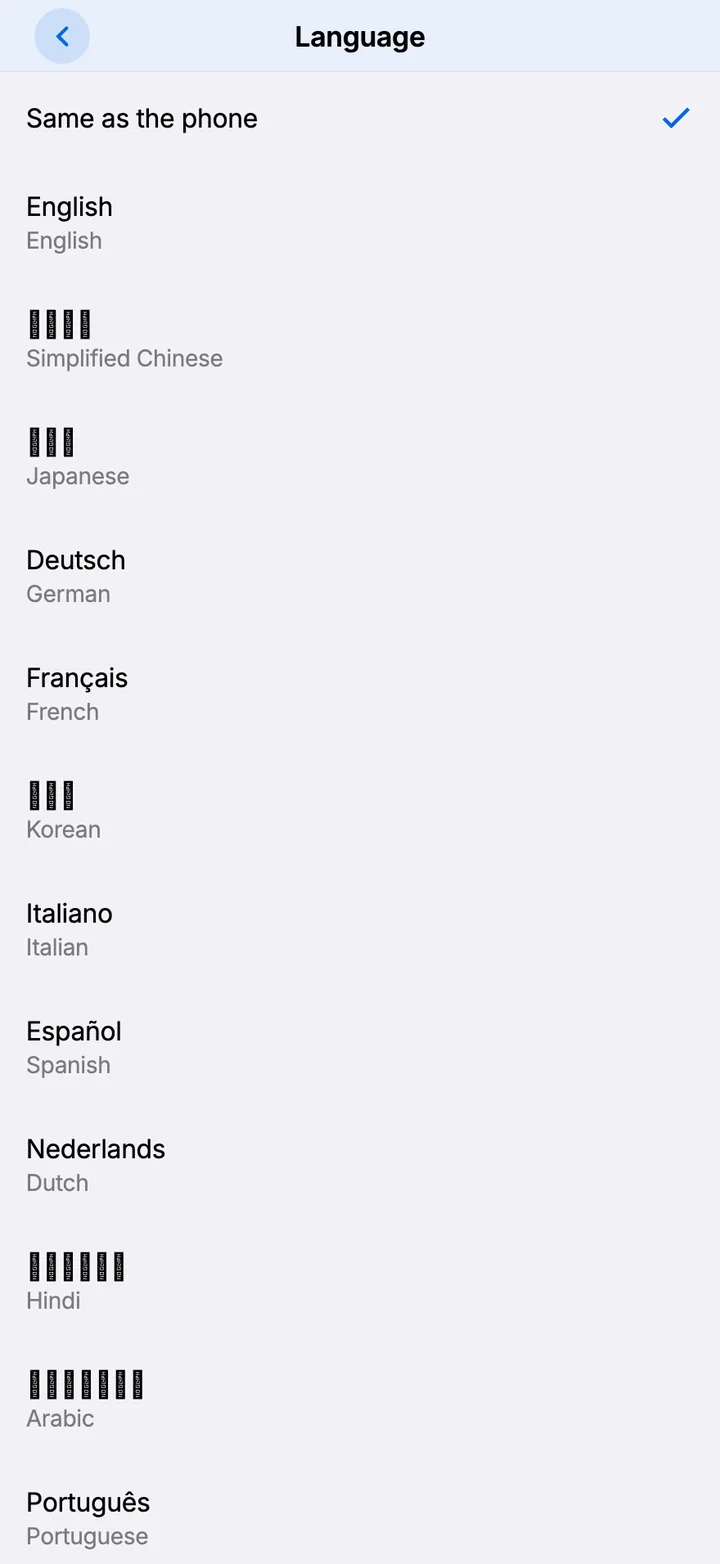 Language
Same as the phone
English
English
Simplified Chinese
Japanese
Deutsch
German
Français
French
Korean
Italiano
Italian
Español
Spanish
Nederlands
Dutch
Hindi
Arabic
Português
Portuguese